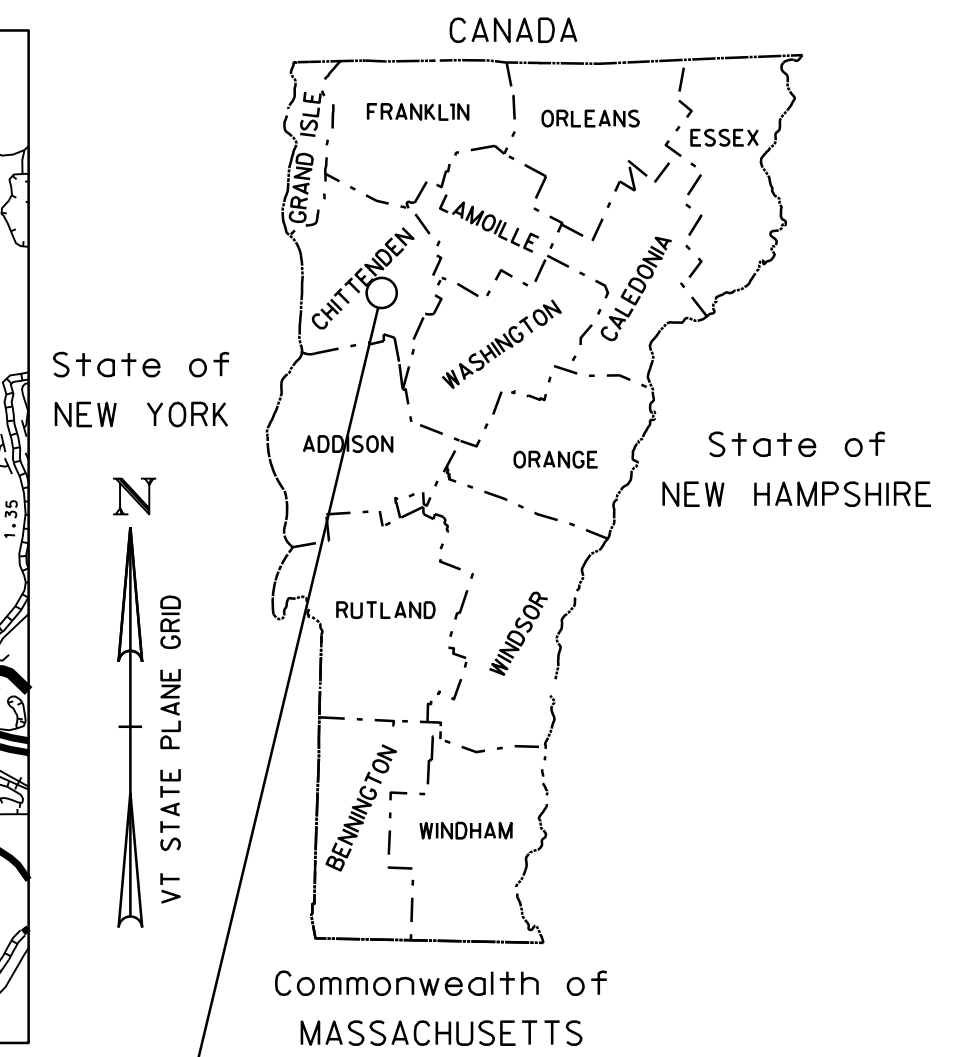 CANADA
FRANKLIN
ORLEANS
ESSEX
GRAND ISLE
LAMOILLE
CHITTENDEN
CALEDONIA
WASHINGTON
State of
NEW YORK
ADDISON
ORANGE
State of
NEW HAMPSHIRE
N
1.35
VT STATE PLANE GRID
RUTLAND
WINDSOR
BENNINGTON
WINDHAM
Commonwealth of
MASSACHUSETTS